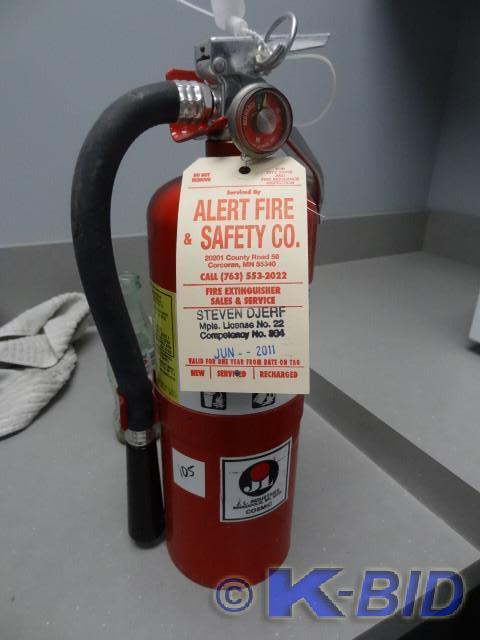 DO NOT
REMOVE
Serviced By
ALERT FIRE
& SAFETY CO.
20201 County Road 50
Corcoran, MN 55340
CALL (763) 553-2022
FIRE EXTINGUISHER
SALES & SERVICE
STEVEN DJERF
Mpls. License No. 22
Competency No. 804
JUN -- 2011
VALID FOR ONE YEAR FROM DATE ON TAG
NEW SERVICED RECHARGED
105
J.L. INDUSTRIES
COSMIC
© K-BID